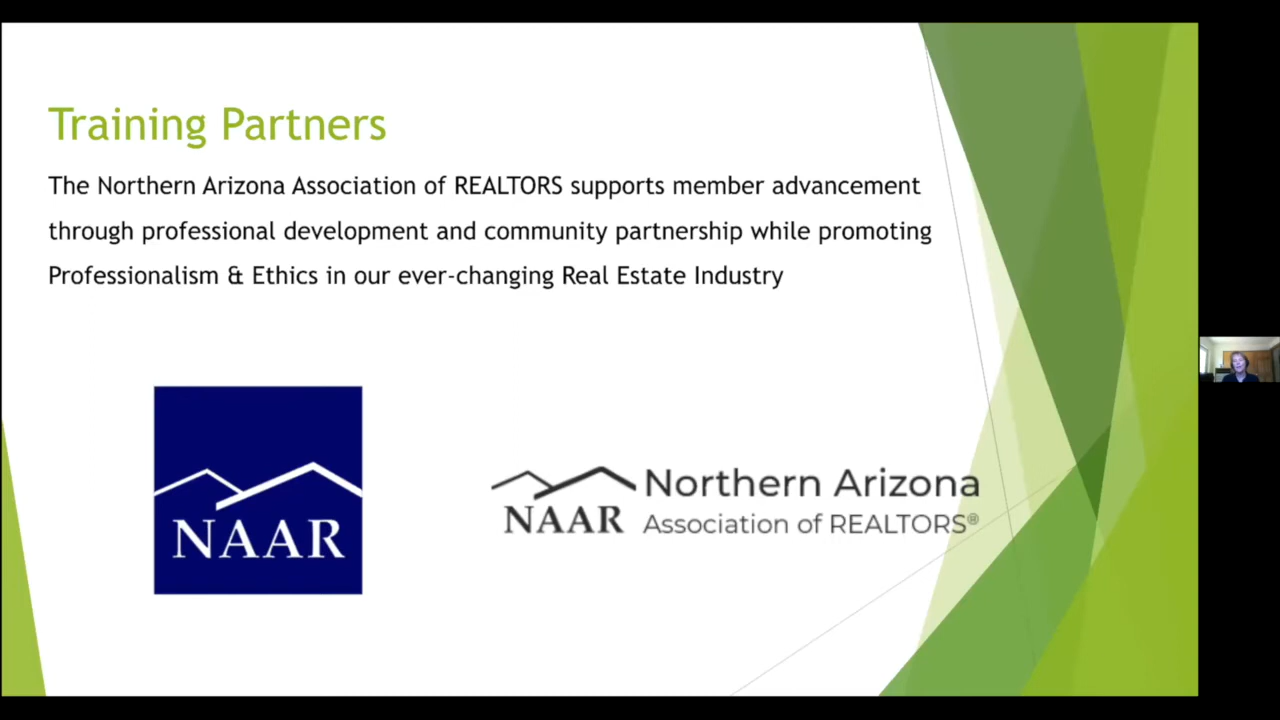 Training Partners
The Northern Arizona Association of REALTORS supports member advancement
through professional development and community partnership while promoting
Professionalism & Ethics in our ever-changing Real Estate Industry
NAAR
Northern Arizona
NAAR Association of REALTORS®